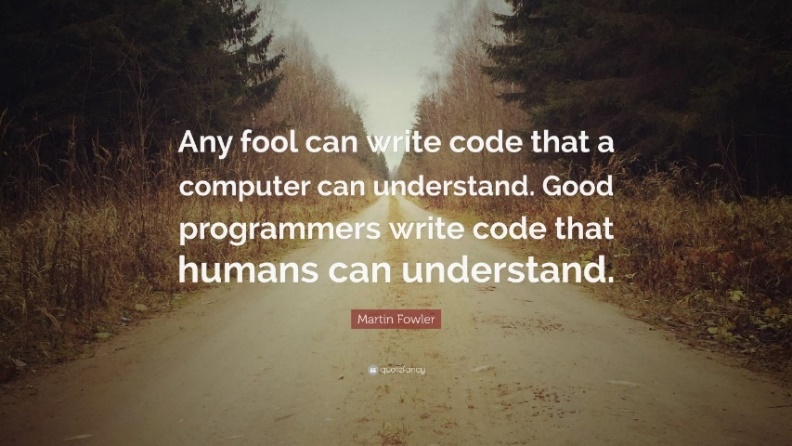 Any fool can write code that a
computer can understand. Good
programmers write code that
humans can understand.
Martin Fowler
quotefancy